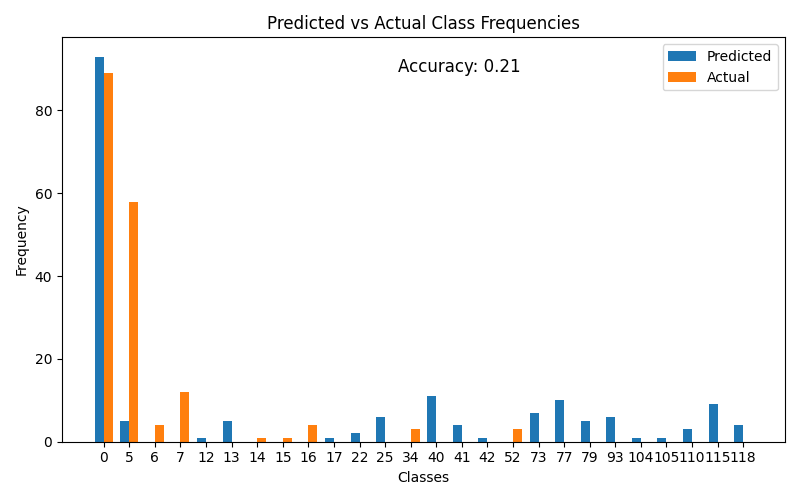 Predicted vs Actual Class Frequencies
Accuracy: 0.21
Predicted
Actual
Frequency
80
60
40
20
0
0 5 6 7 12 13 14 15 16 17 22 25 34 40 41 42 52 73 77 79 93 104 105 110 115 118
Classes